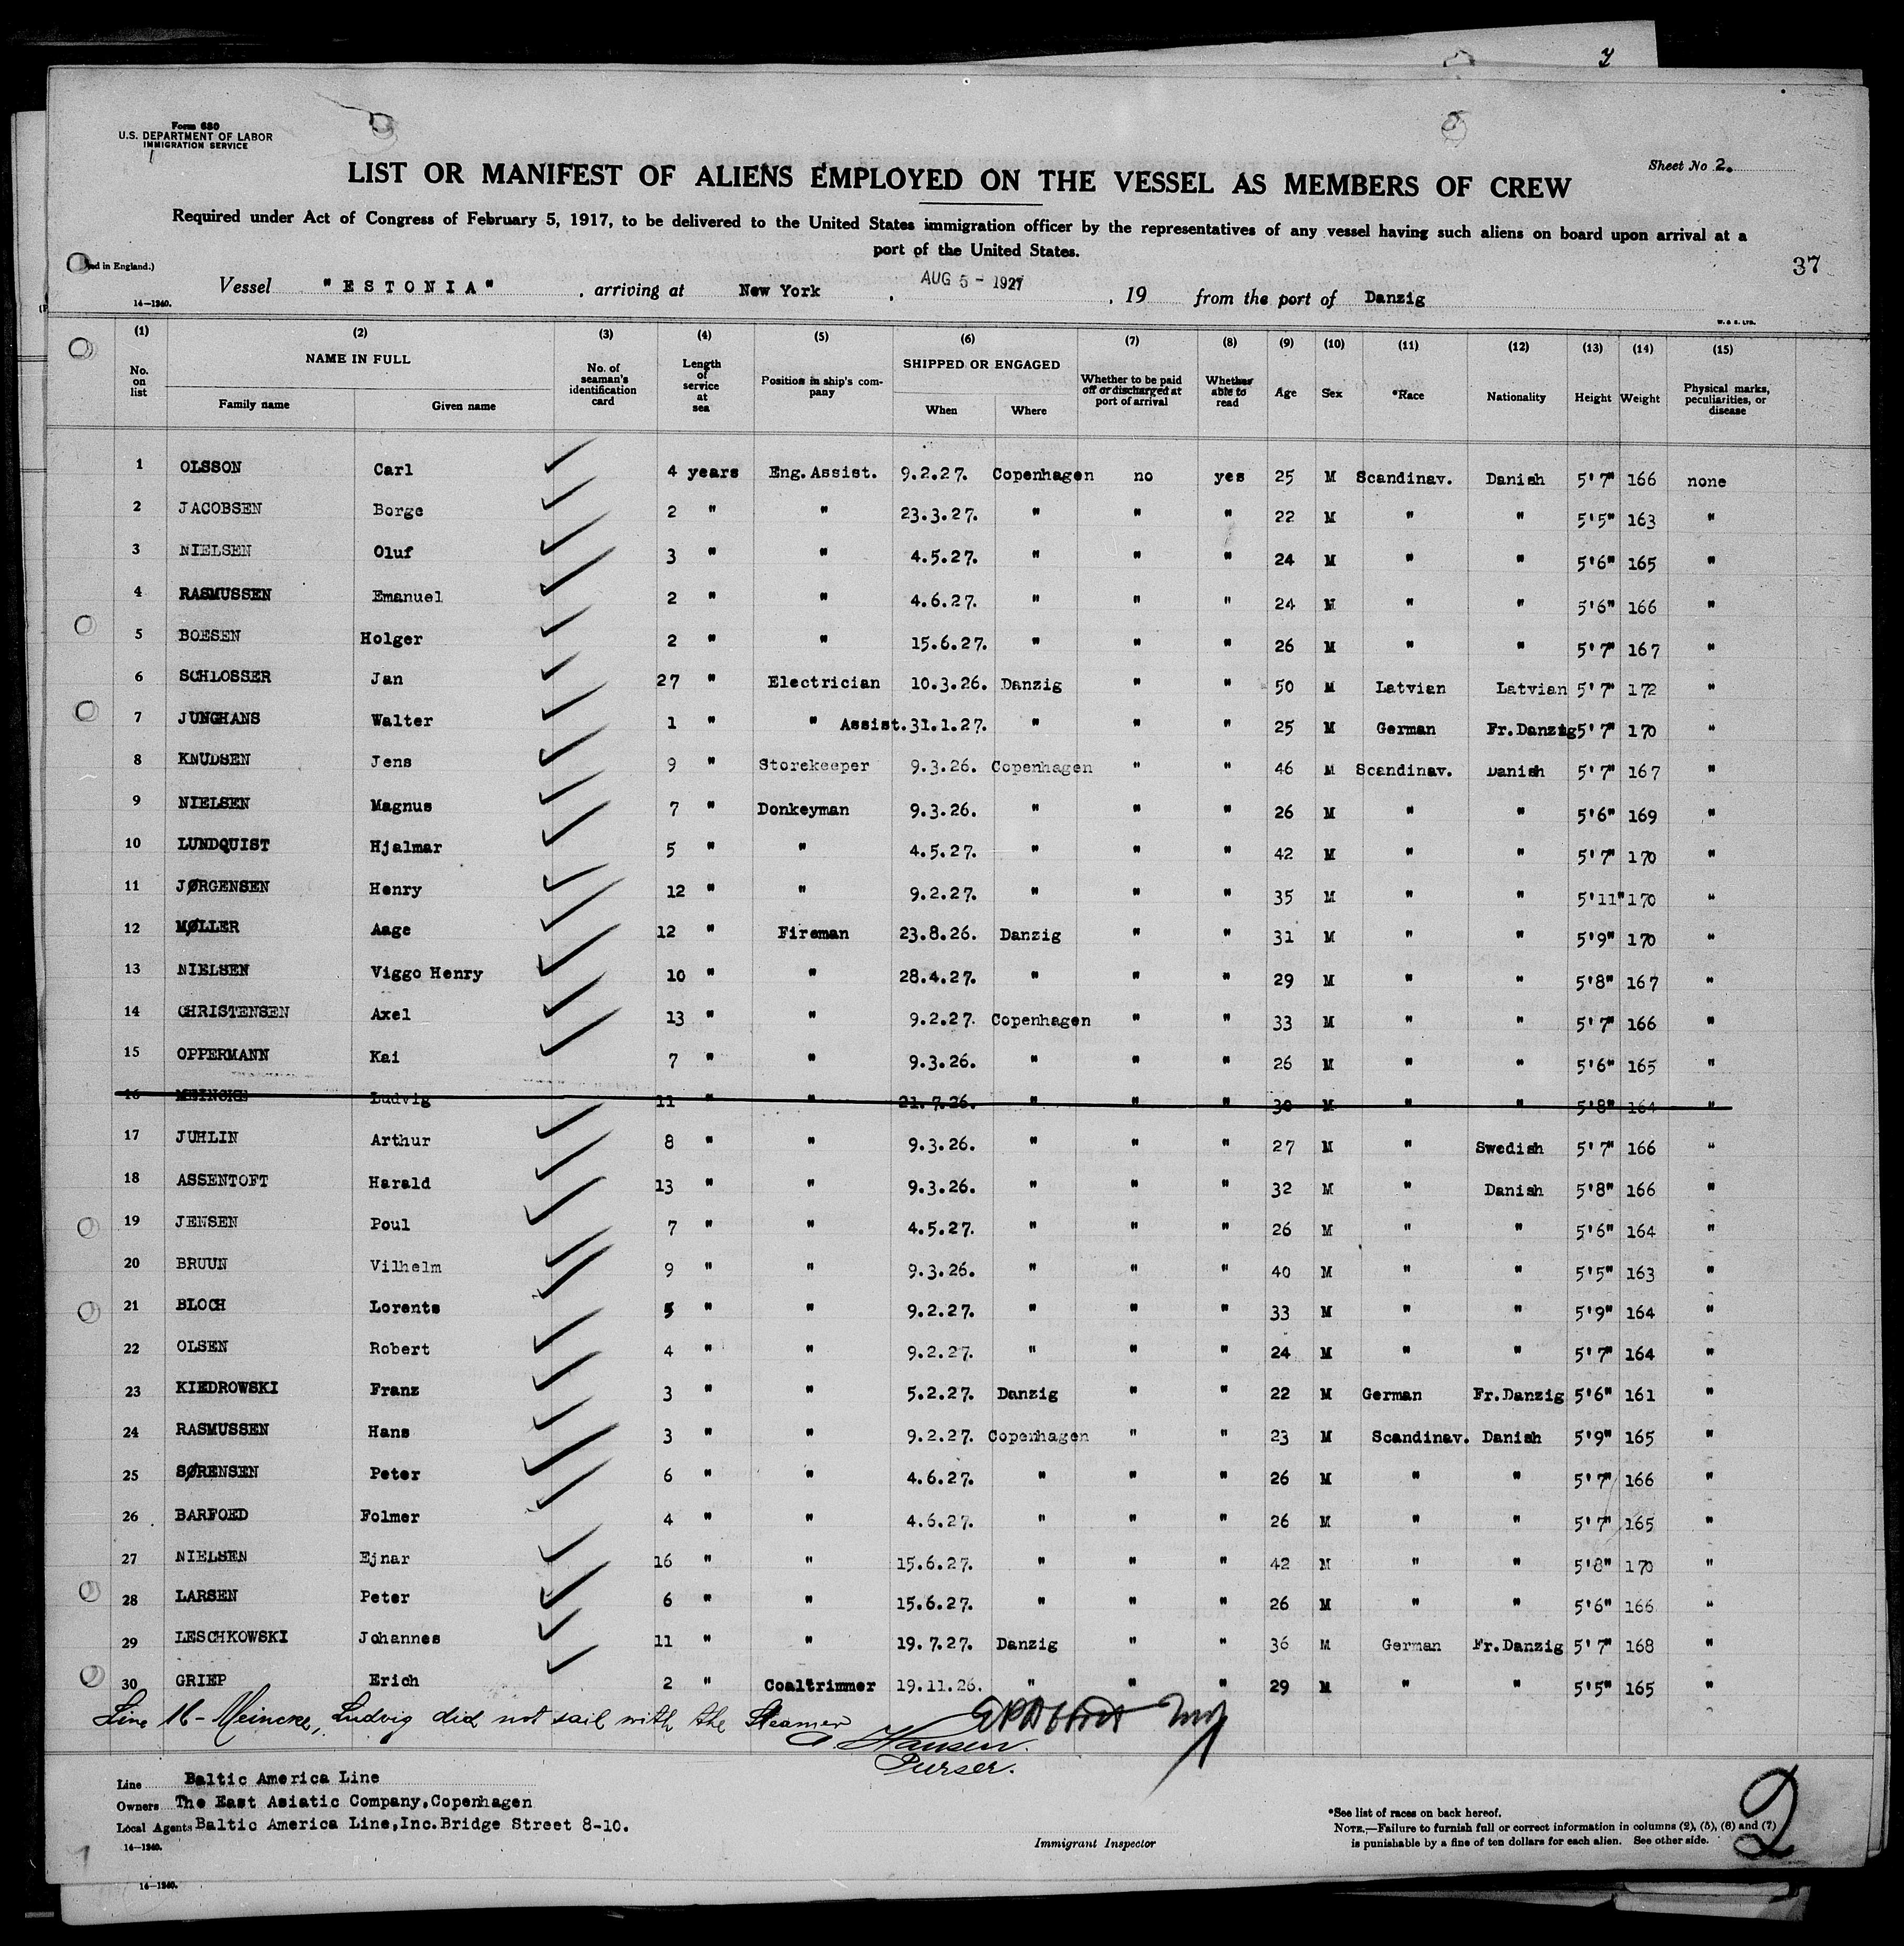 Form 680
U.S. DEPARTMENT OF LABOR
IMMIGRATION SERVICE
Sheet No 2.
LIST OR MANIFEST OF ALIENS EMPLOYED ON THE VESSEL AS MEMBERS OF CREW
Required under Act of Congress of February 5, 1917, to be delivered to the United States immigration officer by the representatives of any vessel having such aliens on board upon arrival at a
port of the United States.
37
in England.)
Vessel "ESTONIA" , arriving at New York , AUG 5 - 1927 , 19 from the port of Danzig
14—1240.
W. & S. LTD.
(1) (2) (3) (4) (5) (6) (7) (8) (9) (10) (11) (12) (13) (14) (15)
No. on list NAME IN FULL Family name Given name No. of seaman's identification card Length of service at sea Position in ship's company SHIPPED OR ENGAGED When Where Whether to be paid off or discharged at port of arrival Whether able to read Age Sex *Race Nationality Height Weight Physical marks, peculiarities, or disease
1 OLSSON Carl 4 years Eng.Assist. 9.2.27. Copenhagen no yes 25 M Scandinav. Danish 5'7" 166 none
2 JACOBSEN Borge 2 " " 23.3.27. " " " 22 M " " 5'5" 163 "
3 NIELSEN Oluf 3 " " 4.5.27. " " " 24 M " " 5'6" 165 "
4 RASMUSSEN Emanuel 2 " " 4.6.27. " " " 24 M " " 5'6" 166 "
5 BOESEN Holger 2 " " 15.6.27. " " " 26 M " " 5'7" 167 "
6 SCHLOSSER Jan 27 " Electrician 10.3.26. Danzig " " 50 M Latvian Latvian 5'7" 172 "
7 JUNGHANS Walter 1 " " Assist. 31.1.27. " " " 25 M German Fr.Danzig 5'7" 170 "
8 KNUDSEN Jens 9 " Storekeeper 9.3.26. Copenhagen " " 46 M Scandinav. Danish 5'7" 167 "
9 NIELSEN Magnus 7 " Donkeyman 9.3.26. " " " 26 M " " 5'6" 169 "
10 LUNDQUIST Hjalmar 5 " " 4.5.27. " " " 42 M " " 5'7" 170 "
11 JØRGENSEN Henry 12 " " 9.2.27. " " " 35 M " " 5'11" 170 "
12 MØLLER Aage 12 " Fireman 23.8.26. Danzig " " 31 M " " 5'9" 170 "
13 NIELSEN Viggo Henry 10 " " 28.4.27. " " " 29 M " " 5'8" 167 "
14 CHRISTENSEN Axel 13 " " 9.2.27. Copenhagen " " 33 M " " 5'7" 166 "
15 OPPERMANN Kai 7 " " 9.3.26. " " " 26 M " " 5'6" 165 "
16 MEINCKE Ludvig 11 " " 21.7.26. " " " 30 M " " 5'8" 164 "
17 JUHLIN Arthur 8 " " 9.3.26. " " " 27 M " Swedish 5'7" 166 "
18 ASSENTOFT Harald 13 " " 9.3.26. " " " 32 M " Danish 5'8" 166 "
19 JENSEN Poul 7 " " 4.5.27. " " " 26 M " " 5'6" 164 "
20 BRUUN Vilhelm 9 " " 9.3.26. " " " 40 M " " 5'5" 163 "
21 BLOCH Lorents 5 " " 9.2.27. " " " 33 M " " 5'9" 164 "
22 OLSEN Robert 4 " " 9.2.27. " " " 24 M " " 5'7" 164 "
23 KIEDROWSKI Franz 3 " " 5.2.27. Danzig " " 22 M German Fr.Danzig 5'6" 161 "
24 RASMUSSEN Hans 3 " " 9.2.27. Copenhagen " " 23 M Scandinav. Danish 5'9" 165 "
25 SØRENSEN Peter 6 " " 4.6.27. " " " 26 M " " 5'7" 166 "
26 BARFOED Folmer 4 " " 4.6.27. " " " 26 M " " 5'7" 165 "
27 NIELSEN Ejnar 16 " " 15.6.27. " " " 42 M " " 5'8" 170 "
28 LARSEN Peter 6 " " 15.6.27. " " " 26 M " " 5'6" 166 "
29 LESCHKOWSKI Johannes 11 " " 19.7.27. Danzig " " 36 M German Fr.Danzig 5'7" 168 "
30 GRIEP Erich 2 " Coaltrimmer 19.11.26. " " " 29 M " " 5'5" 165 "
Line 16 - Meincke, Ludvig did not sail with the Steamer
Hansen.
Purser.
Line Baltic America Line
Owners The East Asiatic Company, Copenhagen
Local Agents Baltic America Line, Inc. Bridge Street 8-10.
14—1240.
Immigrant Inspector
*See list of races on back hereof.
NOTE.—Failure to furnish full or correct information in columns (2), (5), (6) and (7)
is punishable by a fine of ten dollars for each alien. See other side.
2
14—1240.